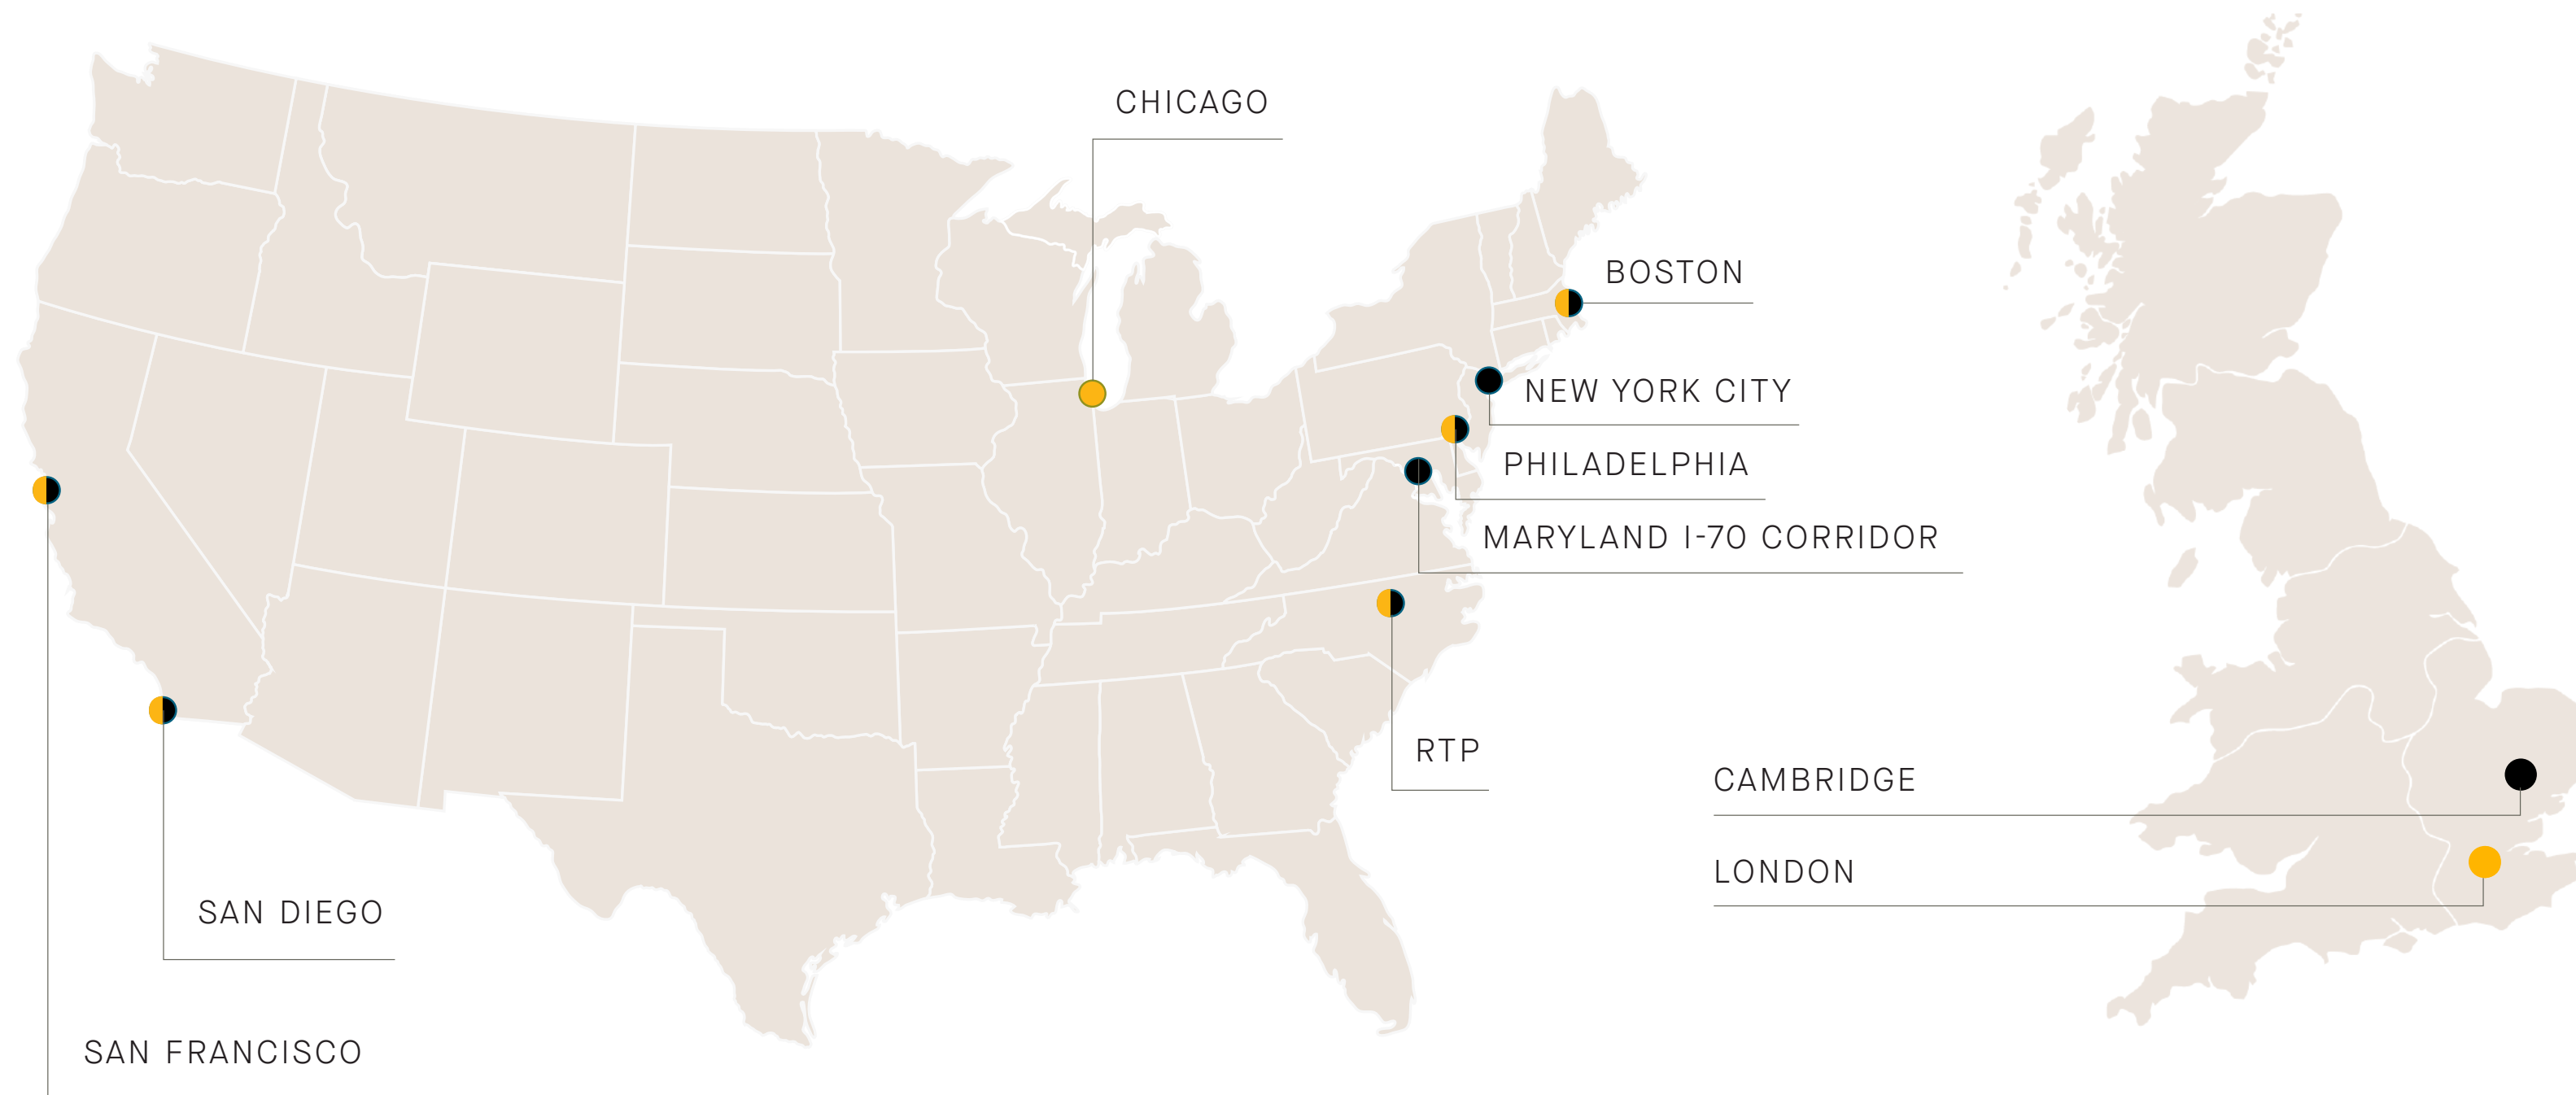 CHICAGO
BOSTON
NEW YORK CITY
PHILADELPHIA
MARYLAND I-70 CORRIDOR
RTP
CAMBRIDGE
LONDON
SAN DIEGO
SAN FRANCISCO